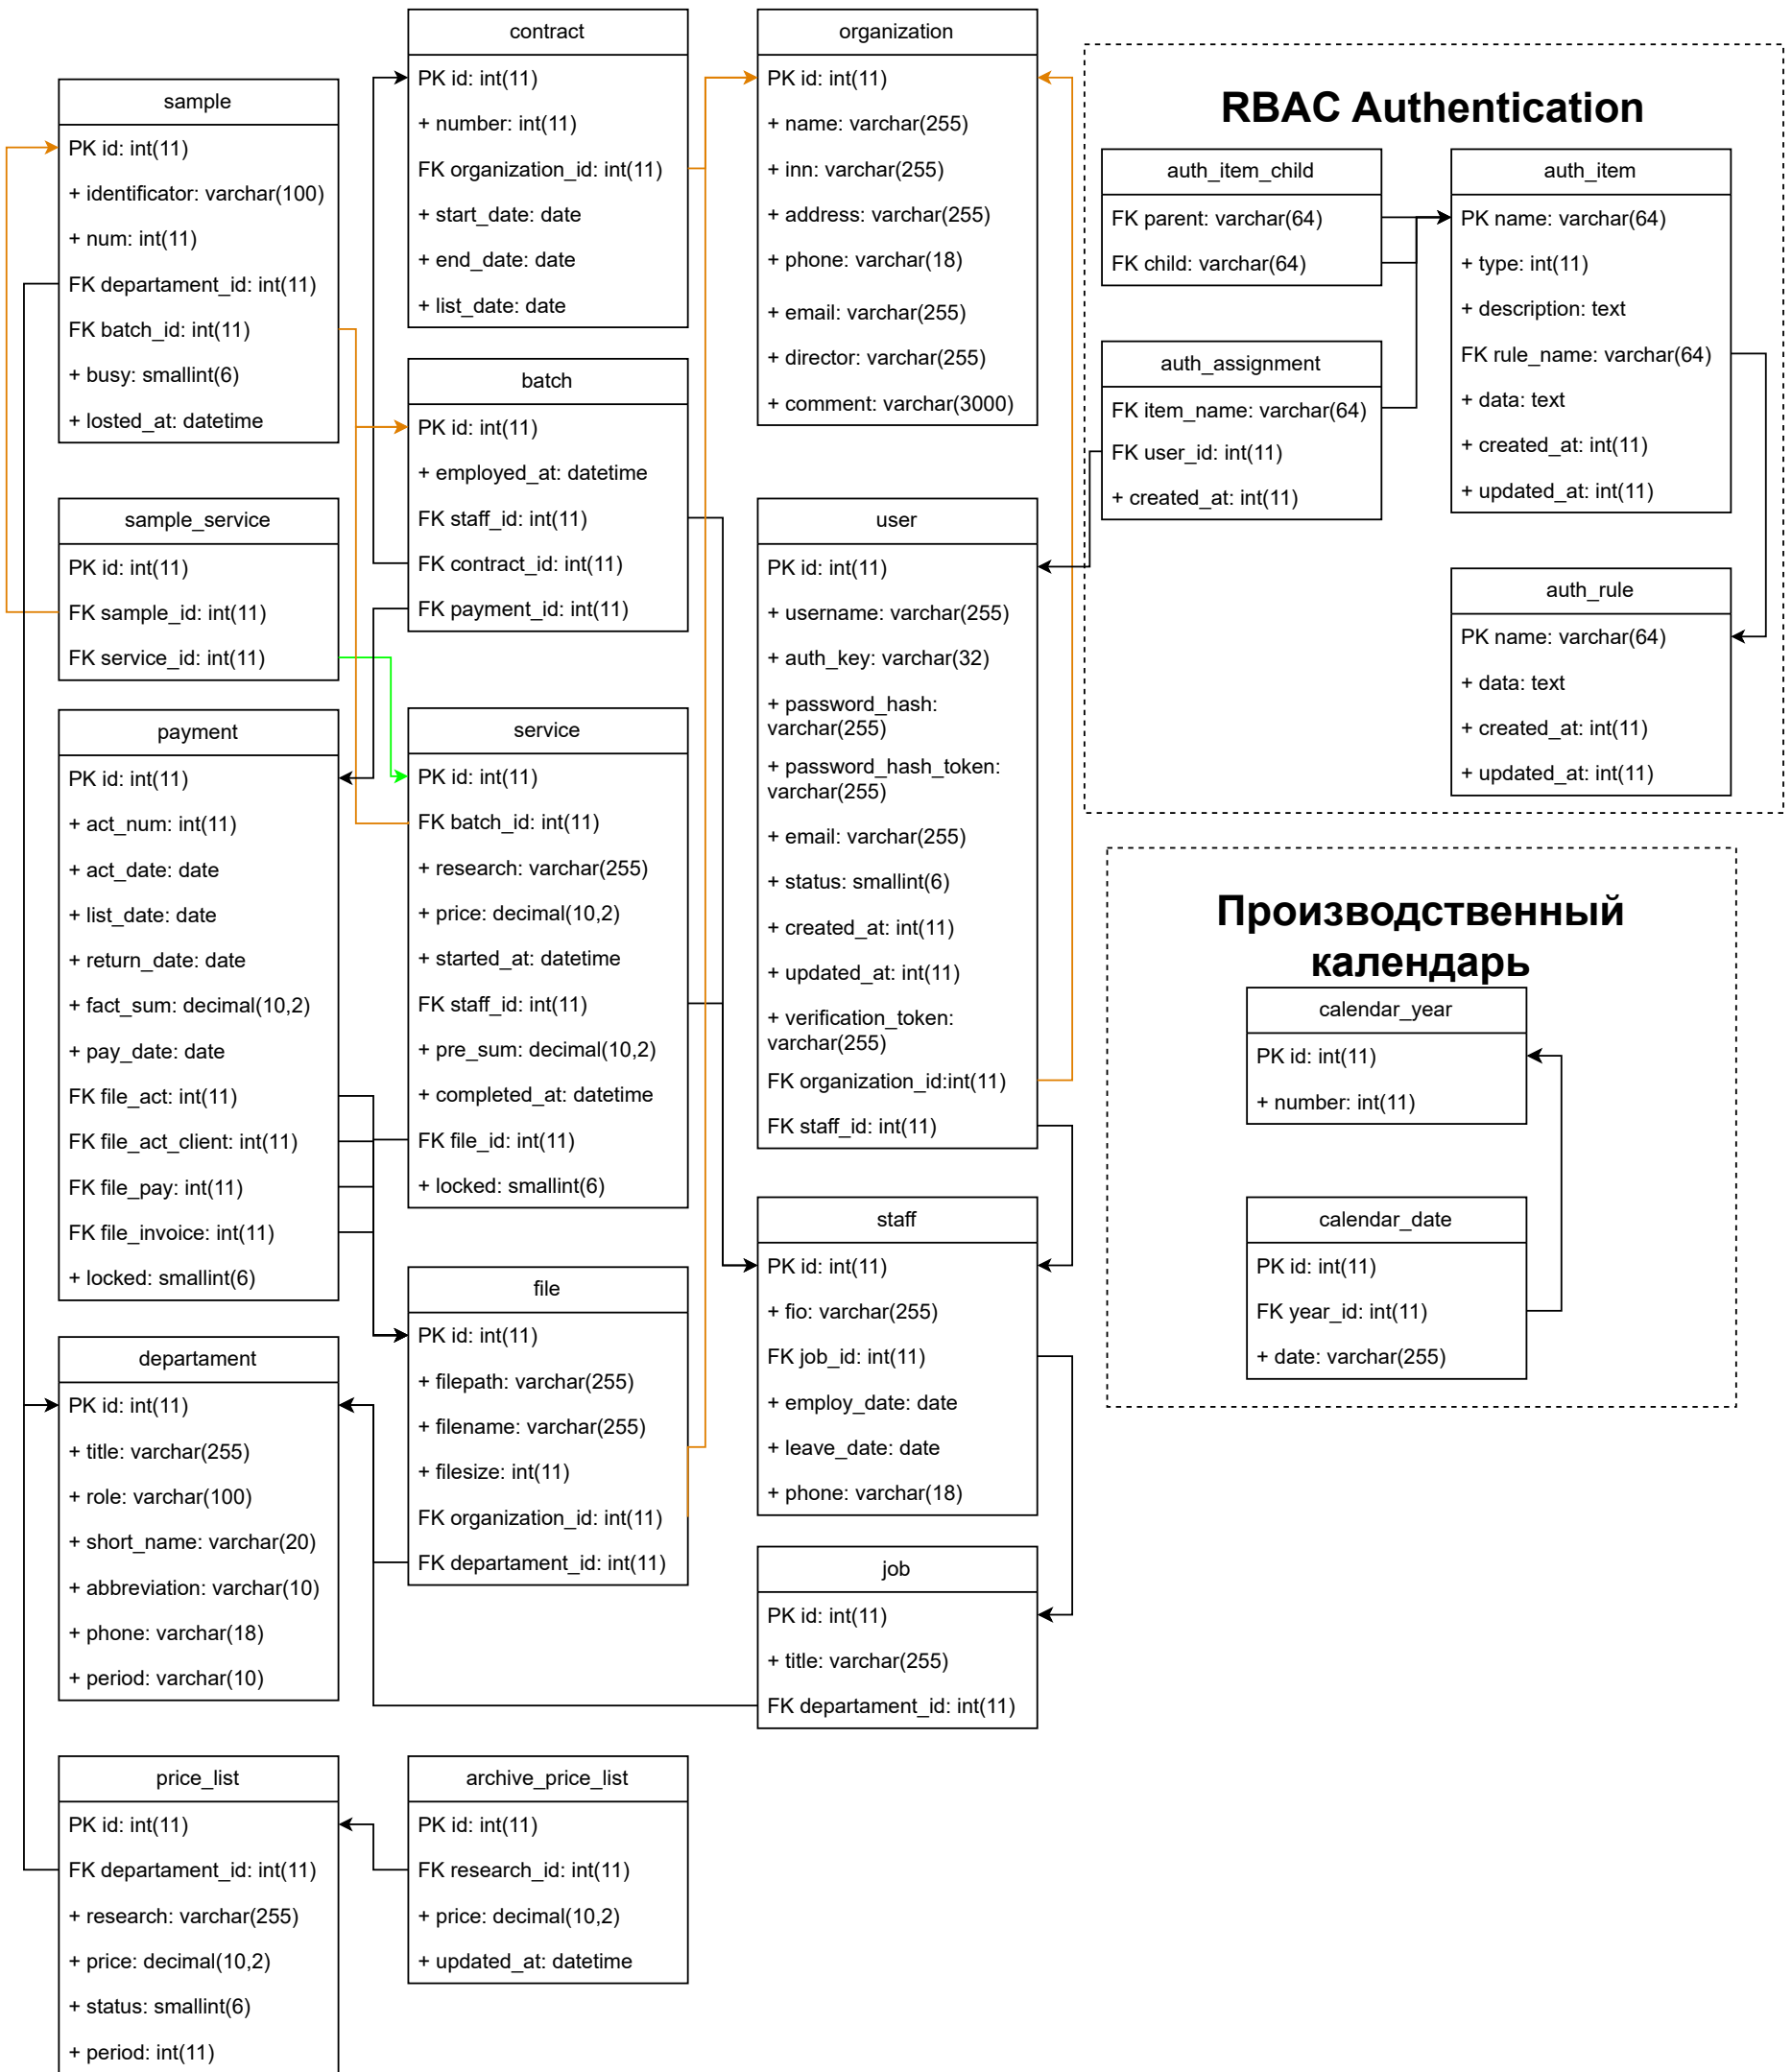 contract
PK id: int(11)
+ number: int(11)
FK organization_id: int(11)
+ start_date: date
+ end_date: date
+ list_date: date
organization
PK id: int(11)
+ name: varchar(255)
+ inn: varchar(255)
+ address: varchar(255)
+ phone: varchar(18)
+ email: varchar(255)
+ director: varchar(255)
+ comment: varchar(3000)
sample
PK id: int(11)
+ identificator: varchar(100)
+ num: int(11)
FK departament_id: int(11)
FK batch_id: int(11)
+ busy: smallint(6)
+ losted_at: datetime
RBAC Authentication
auth_item_child
FK parent: varchar(64)
FK child: varchar(64)
auth_item
PK name: varchar(64)
+ type: int(11)
+ description: text
FK rule_name: varchar(64)
+ data: text
+ created_at: int(11)
+ updated_at: int(11)
auth_assignment
FK item_name: varchar(64)
FK user_id: int(11)
+ created_at: int(11)
auth_rule
PK name: varchar(64)
+ data: text
+ created_at: int(11)
+ updated_at: int(11)
batch
PK id: int(11)
+ employed_at: datetime
FK staff_id: int(11)
FK contract_id: int(11)
FK payment_id: int(11)
sample_service
PK id: int(11)
FK sample_id: int(11)
FK service_id: int(11)
user
PK id: int(11)
+ username: varchar(255)
+ auth_key: varchar(32)
+ password_hash:
varchar(255)
+ password_hash_token:
varchar(255)
+ email: varchar(255)
+ status: smallint(6)
+ created_at: int(11)
+ updated_at: int(11)
+ verification_token:
varchar(255)
FK organization_id:int(11)
FK staff_id: int(11)
payment
PK id: int(11)
+ act_num: int(11)
+ act_date: date
+ list_date: date
+ return_date: date
+ fact_sum: decimal(10,2)
+ pay_date: date
FK file_act: int(11)
FK file_act_client: int(11)
FK file_pay: int(11)
FK file_invoice: int(11)
+ locked: smallint(6)
service
PK id: int(11)
FK batch_id: int(11)
+ research: varchar(255)
+ price: decimal(10,2)
+ started_at: datetime
FK staff_id: int(11)
+ pre_sum: decimal(10,2)
+ completed_at: datetime
FK file_id: int(11)
+ locked: smallint(6)
Производственный
календарь
calendar_year
PK id: int(11)
+ number: int(11)
calendar_date
PK id: int(11)
FK year_id: int(11)
+ date: varchar(255)
staff
PK id: int(11)
+ fio: varchar(255)
FK job_id: int(11)
+ employ_date: date
+ leave_date: date
+ phone: varchar(18)
file
PK id: int(11)
+ filepath: varchar(255)
+ filename: varchar(255)
+ filesize: int(11)
FK organization_id: int(11)
FK departament_id: int(11)
departament
PK id: int(11)
+ title: varchar(255)
+ role: varchar(100)
+ short_name: varchar(20)
+ abbreviation: varchar(10)
+ phone: varchar(18)
+ period: varchar(10)
job
PK id: int(11)
+ title: varchar(255)
FK departament_id: int(11)
price_list
PK id: int(11)
FK departament_id: int(11)
+ research: varchar(255)
+ price: decimal(10,2)
+ status: smallint(6)
+ period: int(11)
archive_price_list
PK id: int(11)
FK research_id: int(11)
+ price: decimal(10,2)
+ updated_at: datetime